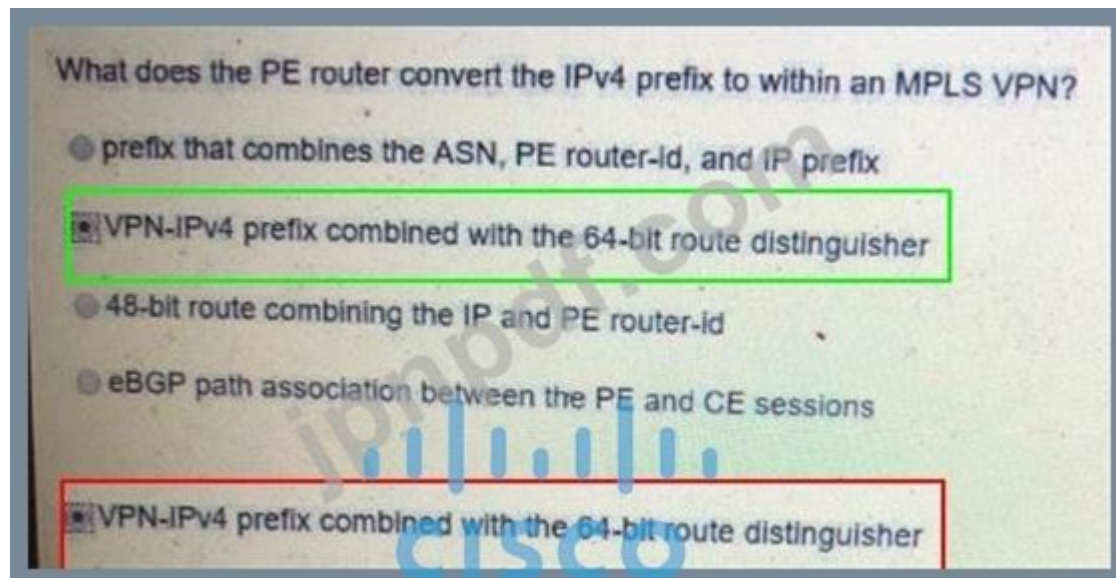 What does the PE router convert the IPv4 prefix to within an MPLS VPN?
prefix that combines the ASN, PE router-id, and IP prefix
VPN-IPv4 prefix combined with the 64-bit route distinguisher
48-bit route combining the IP and PE router-id
eBGP path association between the PE and CE sessions
jpnpdf.com
VPN-IPv4 prefix combined with the 64-bit route distinguisher
CISCO